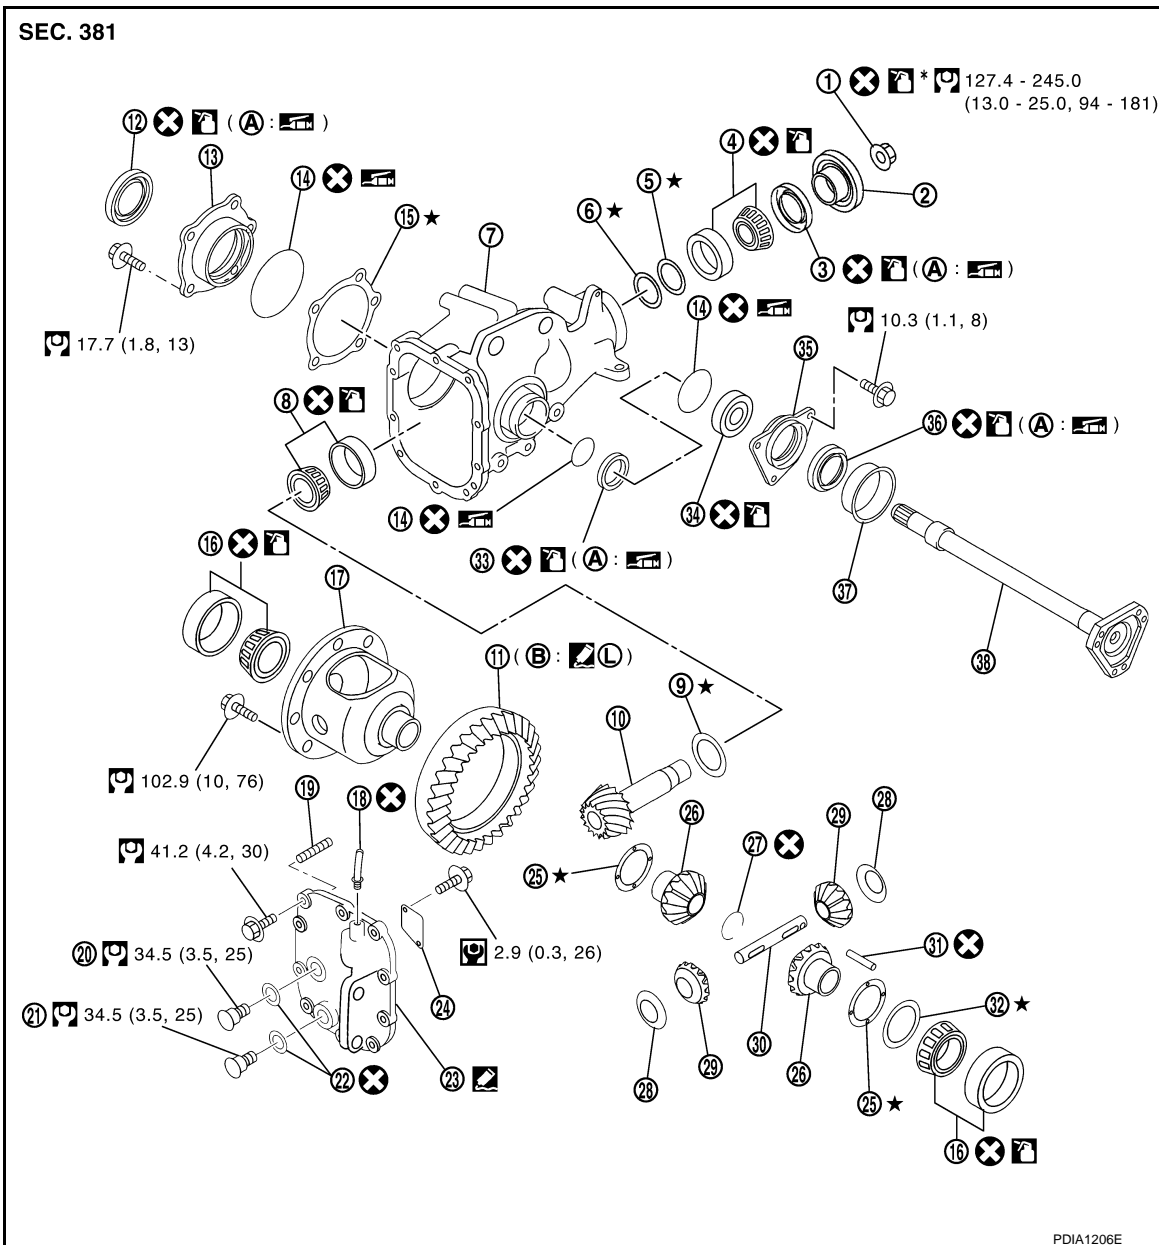 SEC. 381
1 * 127.4 - 245.0
(13.0 - 25.0, 94 - 181)
12 ( A : )
13
4
2
14
5 ★
15 ★
6 ★
7
3 ( A : )
14
10.3 (1.1, 8)
17.7 (1.8, 13)
35
8
36 ( A : )
14
34
33 ( A : )
16
17
37
38
11 ( B : L )
9 ★
10
102.9 (10, 76)
19
18
26
28
29
41.2 (4.2, 30)
27
25 ★
31
20 34.5 (3.5, 25)
2.9 (0.3, 26)
24
32 ★
21 34.5 (3.5, 25)
30
29
26
22
23
28
25 ★
16
PDIA1206E